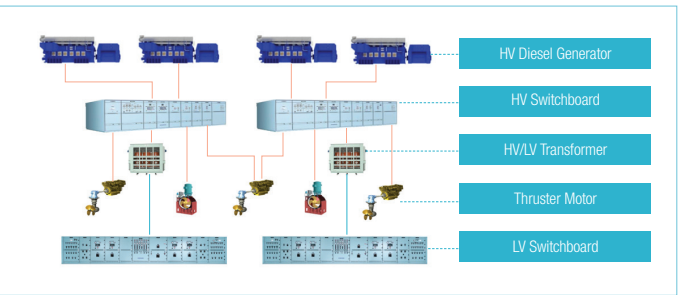 HV Diesel Generator
HV Switchboard
HV/LV Transformer
Thruster Motor
LV Switchboard